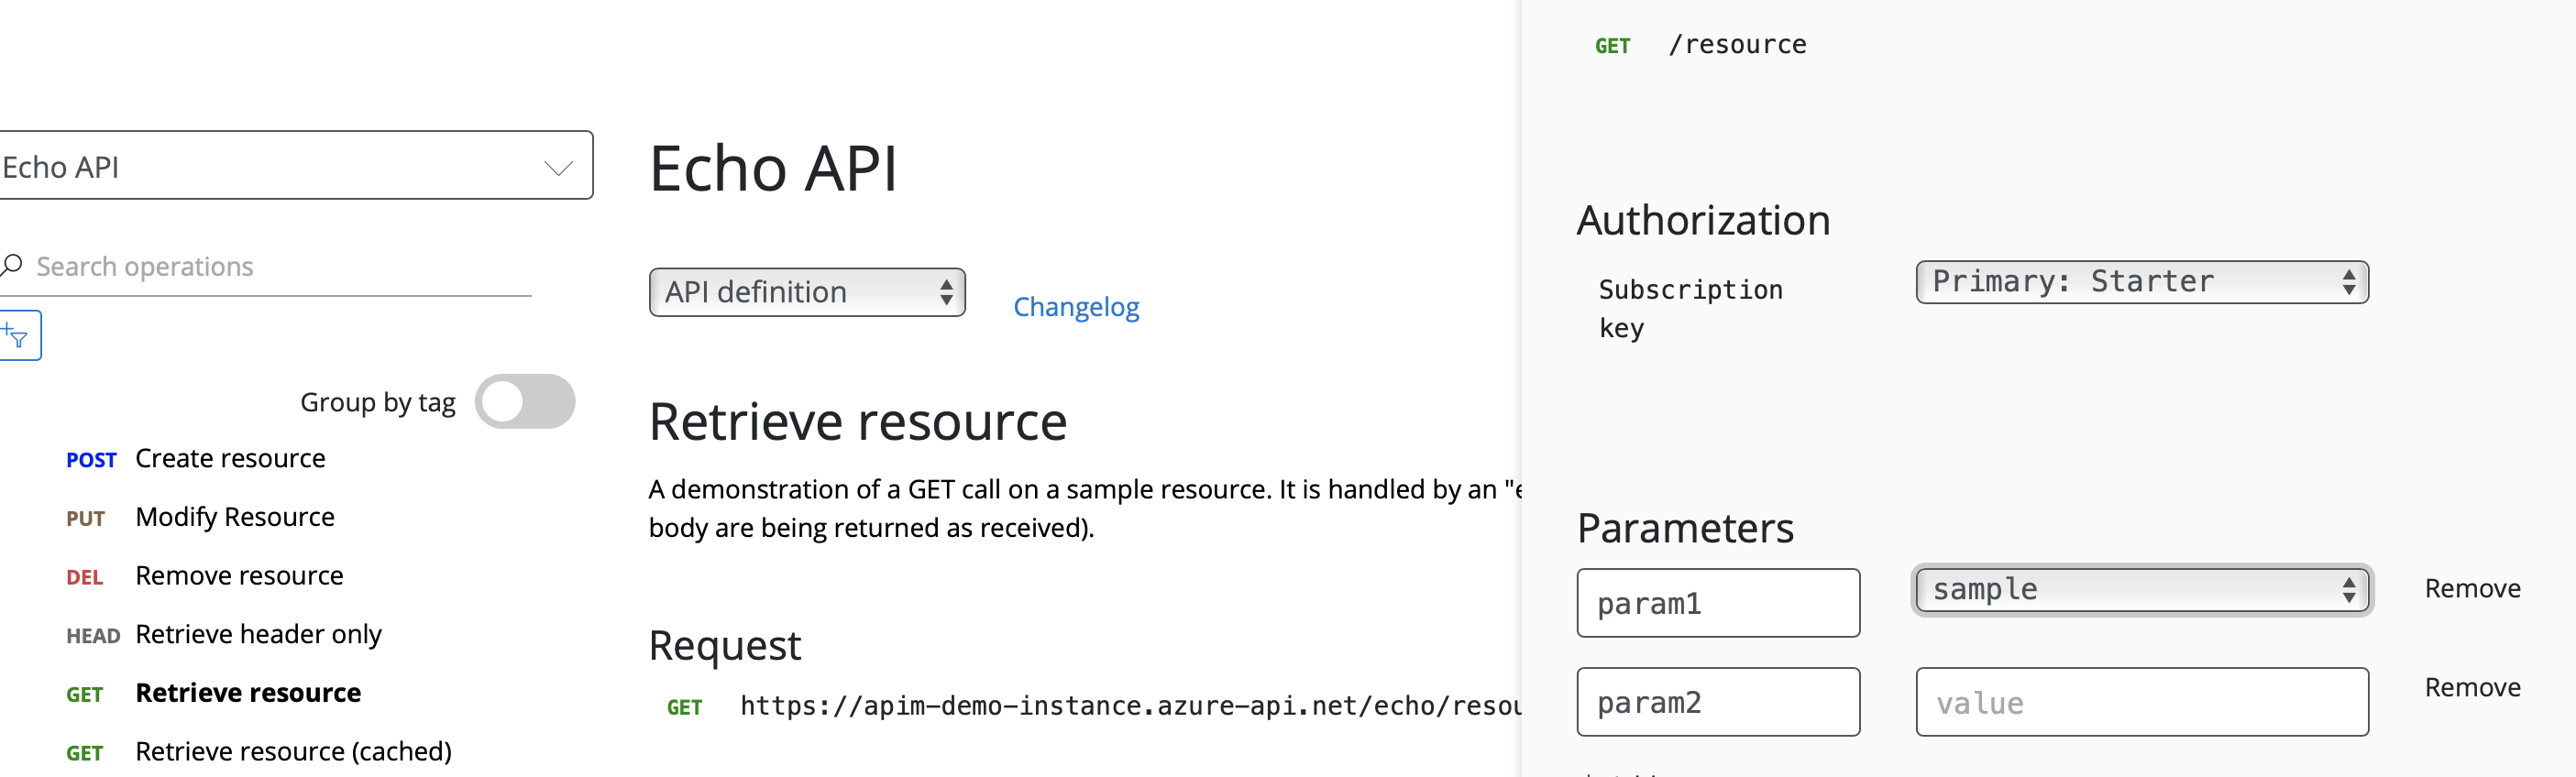 Echo API
Search operations
Group by tag
POST Create resource
PUT Modify Resource
DEL Remove resource
HEAD Retrieve header only
GET Retrieve resource
GET Retrieve resource (cached)
Echo API
API definition
Changelog
Retrieve resource
A demonstration of a GET call on a sample resource. It is handled by an "e
body are being returned as received).
Request
GET https://apim-demo-instance.azure-api.net/echo/resou
GET /resource
Authorization
Subscription
key
Primary: Starter
Parameters
param1 sample Remove
param2 value Remove